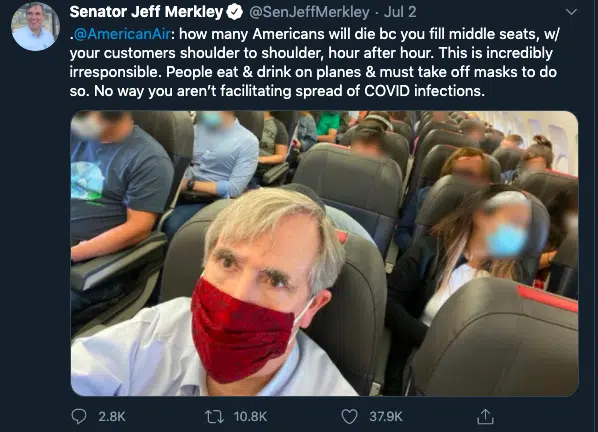 Senator Jeff Merkley @SenJeffMerkley · Jul 2
.@AmericanAir: how many Americans will die bc you fill middle seats, w/
your customers shoulder to shoulder, hour after hour. This is incredibly
irresponsible. People eat & drink on planes & must take off masks to do
so. No way you aren’t facilitating spread of COVID infections.
2.8K 10.8K 37.9K